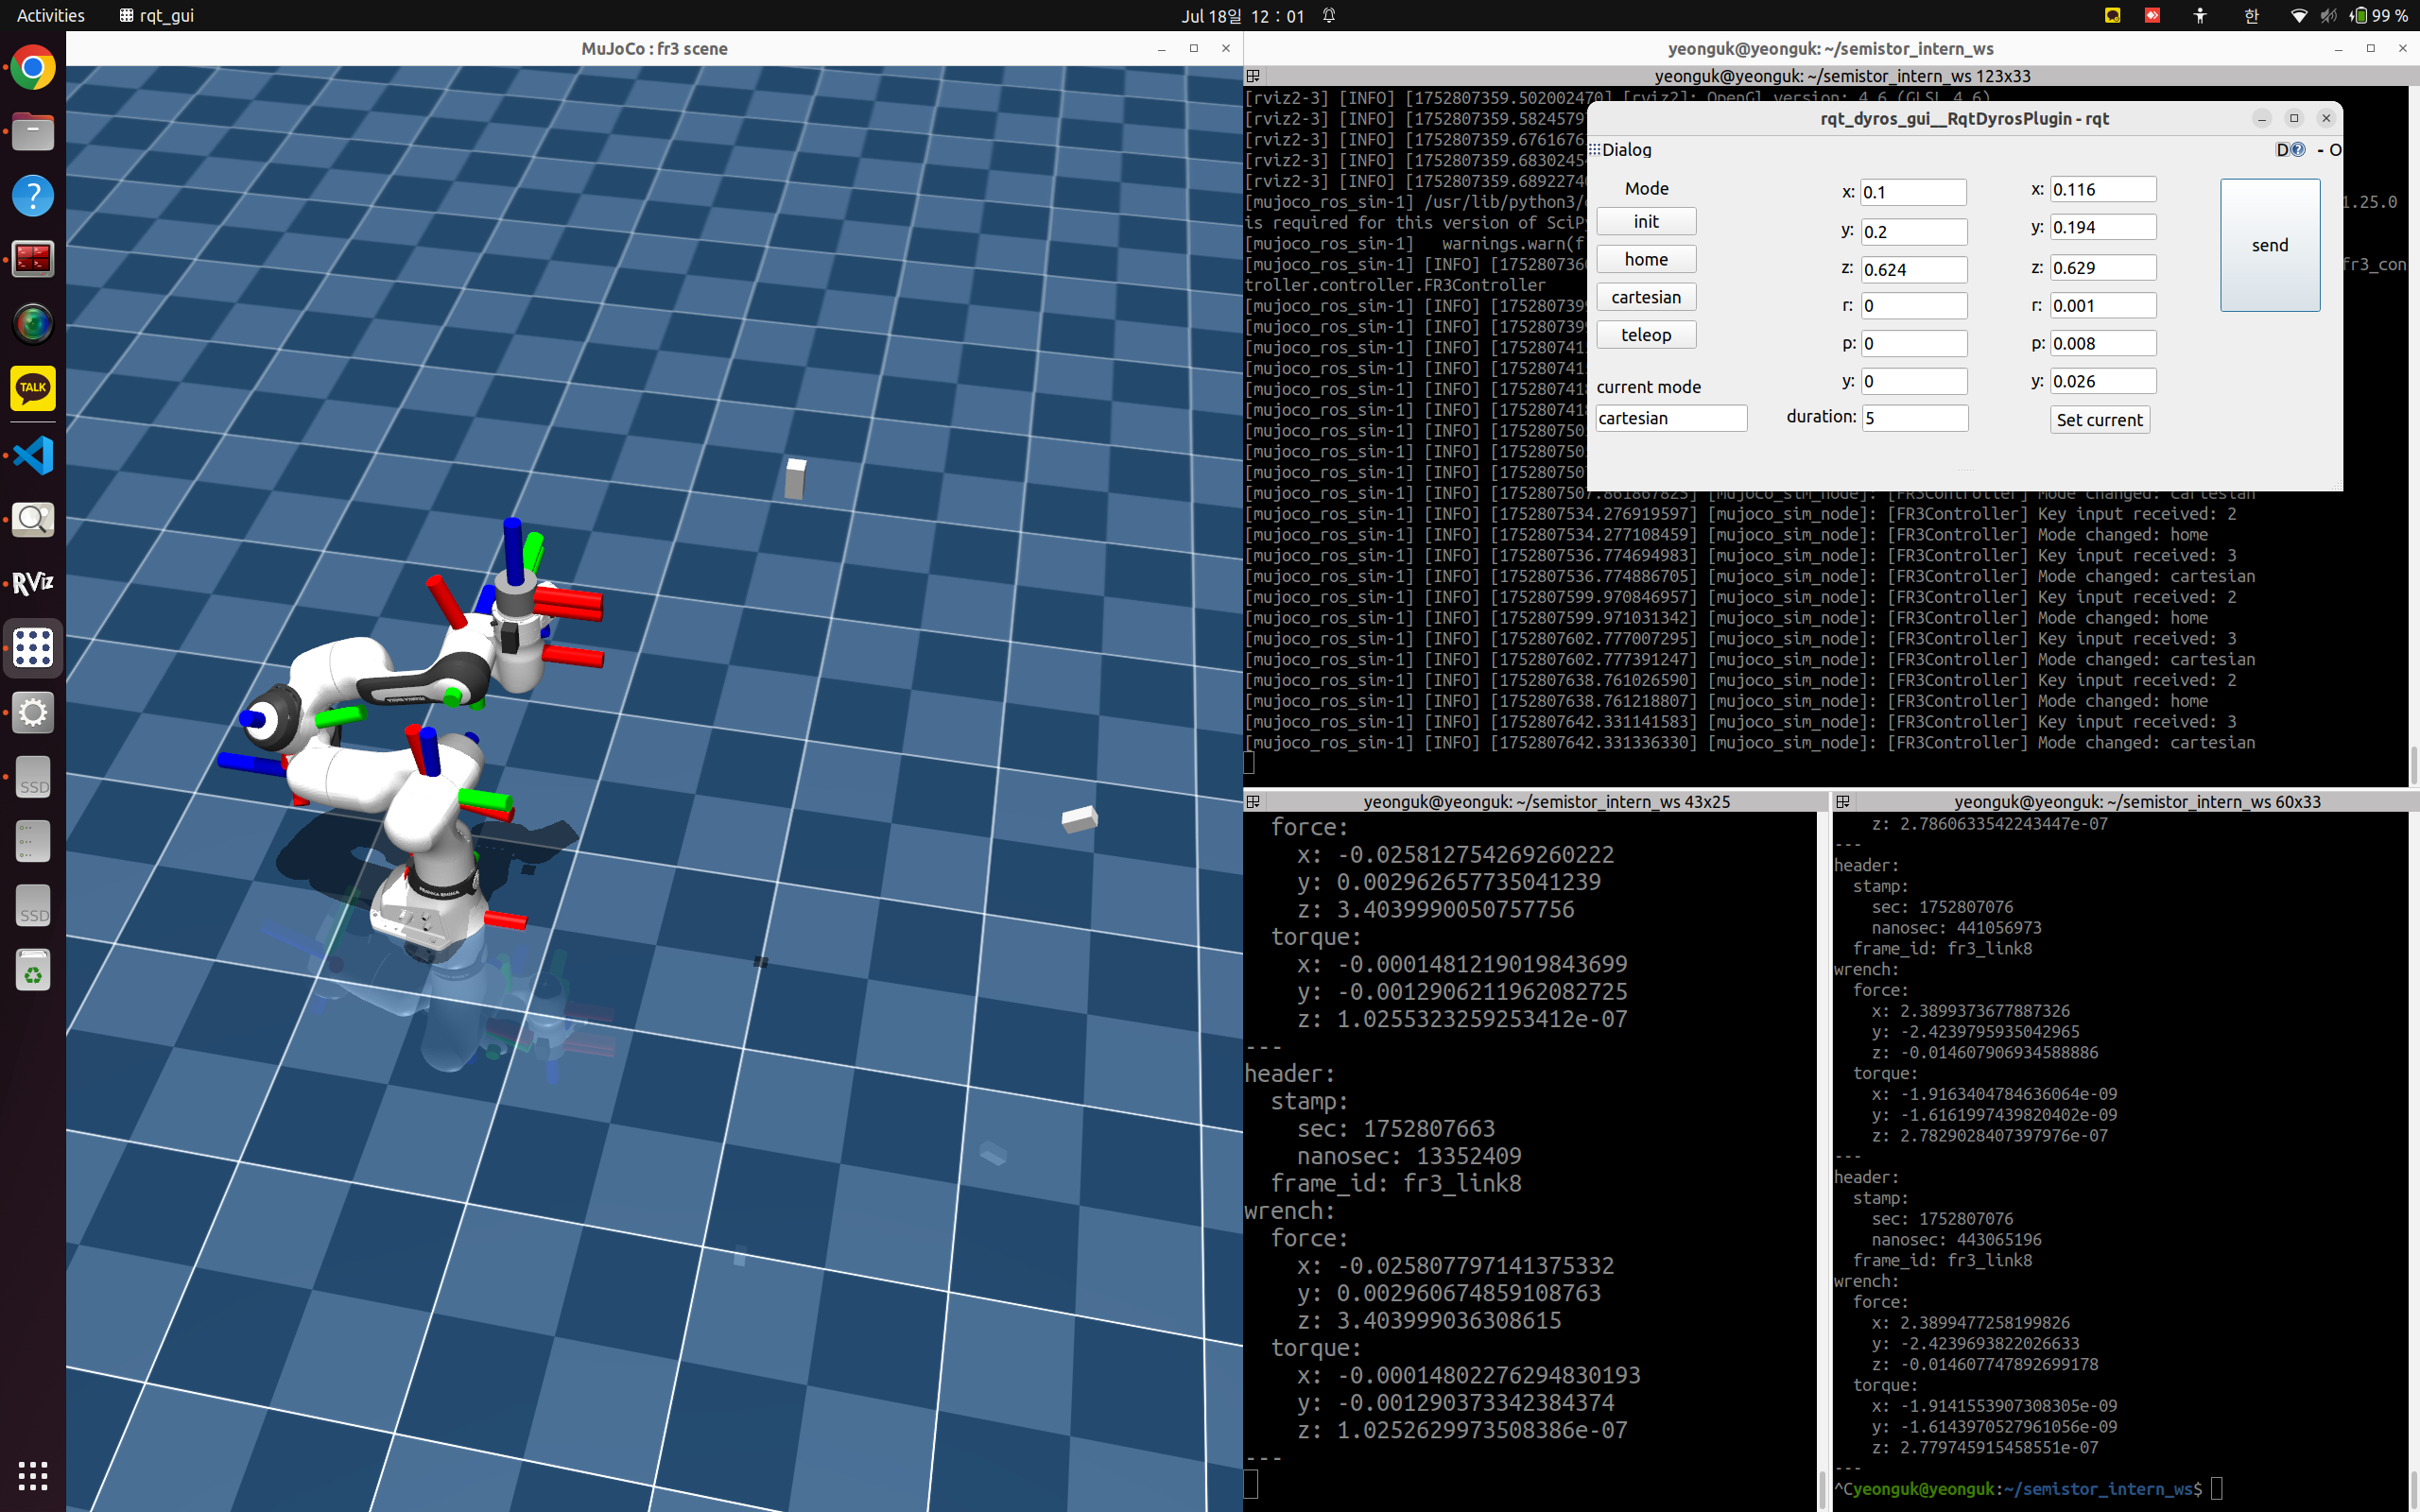 Activities
rqt_gui
Jul 18일 12 : 01
한
99 %
MuJoCo : fr3 scene
yeonguk@yeonguk: ~/semistor_intern_ws
yeonguk@yeonguk: ~/semistor_intern_ws 123x33
[rviz2-3] [INFO] [1752807359.502002470] [rviz2]: OpenGl version: 4.6 (GLSL 4.6)
[rviz2-3] [INFO] [1752807359.5824579
[rviz2-3] [INFO] [1752807359.6761676
[rviz2-3] [INFO] [1752807359.6830245
[rviz2-3] [INFO] [1752807359.6892274
[mujoco_ros_sim-1] /usr/lib/python3/
1.25.0
is required for this version of SciP
[mujoco_ros_sim-1]   warnings.warn(f
[mujoco_ros_sim-1] [INFO] [175280736
fr3_con
troller.controller.FR3Controller
[mujoco_ros_sim-1] [INFO] [175280739
[mujoco_ros_sim-1] [INFO] [175280739
[mujoco_ros_sim-1] [INFO] [175280741
[mujoco_ros_sim-1] [INFO] [175280741
[mujoco_ros_sim-1] [INFO] [175280741
[mujoco_ros_sim-1] [INFO] [175280741
[mujoco_ros_sim-1] [INFO] [175280750
[mujoco_ros_sim-1] [INFO] [175280750
[mujoco_ros_sim-1] [INFO] [175280750
[mujoco_ros_sim-1] [INFO] [1752807507.861867825] [mujoco_sim_node]: [FR3Controller] Mode changed: cartesian
[mujoco_ros_sim-1] [INFO] [1752807534.276919597] [mujoco_sim_node]: [FR3Controller] Key input received: 2
[mujoco_ros_sim-1] [INFO] [1752807534.277108459] [mujoco_sim_node]: [FR3Controller] Mode changed: home
[mujoco_ros_sim-1] [INFO] [1752807536.774694983] [mujoco_sim_node]: [FR3Controller] Key input received: 3
[mujoco_ros_sim-1] [INFO] [1752807536.774886705] [mujoco_sim_node]: [FR3Controller] Mode changed: cartesian
[mujoco_ros_sim-1] [INFO] [1752807599.970846957] [mujoco_sim_node]: [FR3Controller] Key input received: 2
[mujoco_ros_sim-1] [INFO] [1752807599.971031342] [mujoco_sim_node]: [FR3Controller] Mode changed: home
[mujoco_ros_sim-1] [INFO] [1752807602.777007295] [mujoco_sim_node]: [FR3Controller] Key input received: 3
[mujoco_ros_sim-1] [INFO] [1752807602.777391247] [mujoco_sim_node]: [FR3Controller] Mode changed: cartesian
[mujoco_ros_sim-1] [INFO] [1752807638.761026590] [mujoco_sim_node]: [FR3Controller] Key input received: 2
[mujoco_ros_sim-1] [INFO] [1752807638.761218807] [mujoco_sim_node]: [FR3Controller] Mode changed: home
[mujoco_ros_sim-1] [INFO] [1752807642.331141583] [mujoco_sim_node]: [FR3Controller] Key input received: 3
[mujoco_ros_sim-1] [INFO] [1752807642.331336330] [mujoco_sim_node]: [FR3Controller] Mode changed: cartesian
rqt_dyros_gui__RqtDyrosPlugin - rqt
Dialog
D - O
Mode
init
home
cartesian
teleop
current mode
cartesian
x: 0.1
y: 0.2
z: 0.624
r: 0
p: 0
y: 0
duration: 5
x: 0.116
y: 0.194
z: 0.629
r: 0.001
p: 0.008
y: 0.026
Set current
send
yeonguk@yeonguk: ~/semistor_intern_ws 43x25
force:
x: -0.025812754269260222
y: 0.002962657735041239
z: 3.4039990050757756
torque:
x: -0.0001481219019843699
y: -0.0012906211962082725
z: 1.0255323259253412e-07
---
header:
stamp:
sec: 1752807663
nanosec: 13352409
frame_id: fr3_link8
wrench:
force:
x: -0.025807797141375332
y: 0.002960674859108763
z: 3.403999036308615
torque:
x: -0.00014802276294830193
y: -0.001290373342384374
z: 1.0252629973508386e-07
---
yeonguk@yeonguk: ~/semistor_intern_ws 60x33
z: 2.7860633542243447e-07
---
header:
stamp:
sec: 1752807076
nanosec: 441056973
frame_id: fr3_link8
wrench:
force:
x: 2.3899373677887326
y: -2.4239795935042965
z: -0.014607906934588886
torque:
x: -1.9163404784636064e-09
y: -1.6161997439820402e-09
z: 2.7829028407397976e-07
---
header:
stamp:
sec: 1752807076
nanosec: 443065196
frame_id: fr3_link8
wrench:
force:
x: 2.3899477258199826
y: -2.4239693822026633
z: -0.014607747892699178
torque:
x: -1.9141553907308305e-09
y: -1.6143970527961056e-09
z: 2.779745915458551e-07
---
^Cyeonguk@yeonguk:~/semistor_intern_ws$
TALK
RViz
SSD
SSD